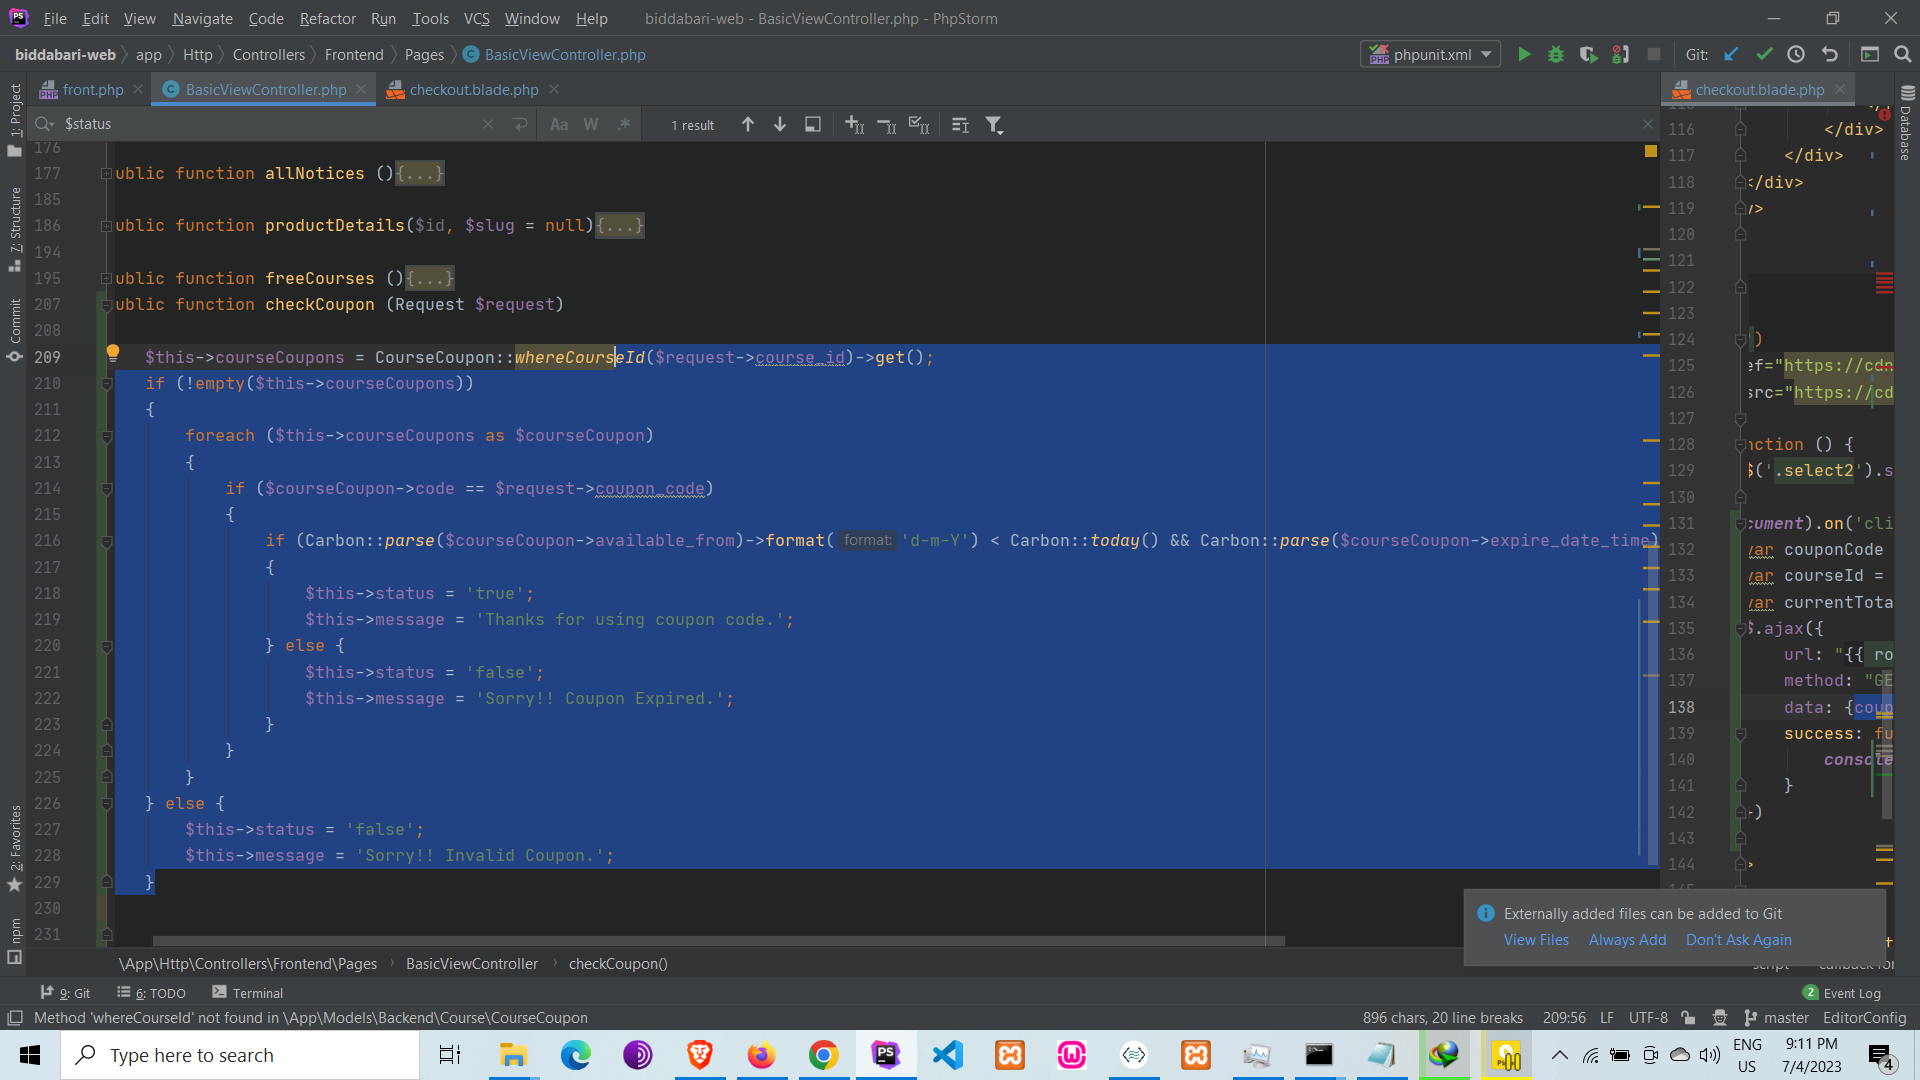 File Edit View Navigate Code Refactor Run Tools VCS Window Help biddabari-web - BasicViewController.php - PhpStorm
biddabari-web app Http Controllers Frontend Pages BasicViewController.php phpunit.xml Git:
front.php BasicViewController.php checkout.blade.php checkout.blade.php
$status Aa W .* 1 result
1: Project
7: Structure
Commit
2: Favorites
npm
Database
176
177 ublic function allNotices (){...}
185
186 ublic function productDetails($id, $slug = null){...}
194
195 ublic function freeCourses (){...}
207 ublic function checkCoupon (Request $request)
208
209 $this->courseCoupons = CourseCoupon::whereCourseId($request->course_id)->get();
210 if (!empty($this->courseCoupons))
211 {
212 foreach ($this->courseCoupons as $courseCoupon)
213 {
214 if ($courseCoupon->code == $request->coupon_code)
215 {
216 if (Carbon::parse($courseCoupon->available_from)->format( format: 'd-m-Y') < Carbon::today() && Carbon::parse($courseCoupon->expire_date_time)
217 {
218 $this->status = 'true';
219 $this->message = 'Thanks for using coupon code.';
220 } else {
221 $this->status = 'false';
222 $this->message = 'Sorry!! Coupon Expired.';
223 }
224 }
225 }
226 } else {
227 $this->status = 'false';
228 $this->message = 'Sorry!! Invalid Coupon.';
229 }
230
231
116 </div>
117 </div>
118 </div>
119 />
120
121
122
123
124 )
125 ef="https://cdn
126 src="https://cd
127
128 nction () {
129 $('.select2').s
130
131 cument).on('cli
132 var couponCode
133 var courseId =
134 var currentTota
135 $.ajax({
136 url: "{{ ro
137 method: "GE
138 data: {coup
139 success: fu
140 console
141 }
142 })
143
144 >
Externally added files can be added to Git
View Files Always Add Don't Ask Again
\App\Http\Controllers\Frontend\Pages BasicViewController checkCoupon()
9: Git 6: TODO Terminal 2 Event Log
Method 'whereCourseId' not found in \App\Models\Backend\Course\CourseCoupon 896 chars, 20 line breaks 209:56 LF UTF-8 master EditorConfig
Type here to search ENG US 9:11 PM 7/4/2023 4